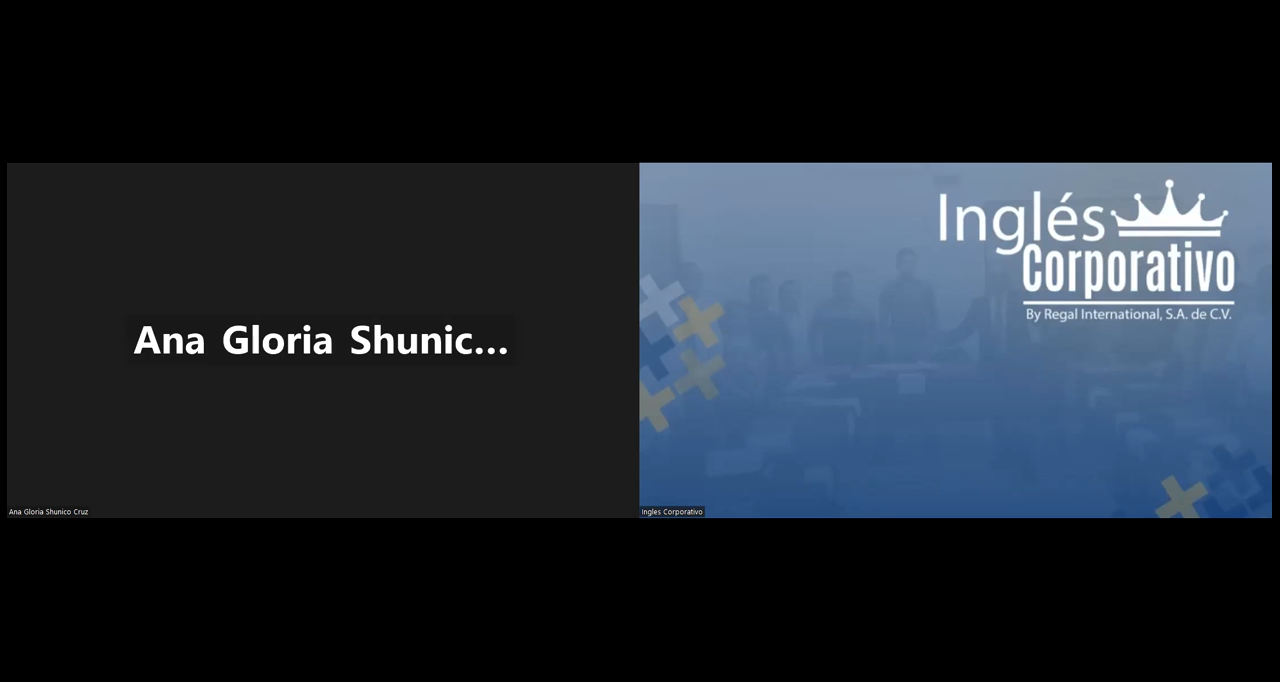 Ana Gloria Shunic...
Ana Gloria Shunico Cruz
Inglés
Corporativo
By Regal International, S.A. de C.V.
Ingles Corporativo